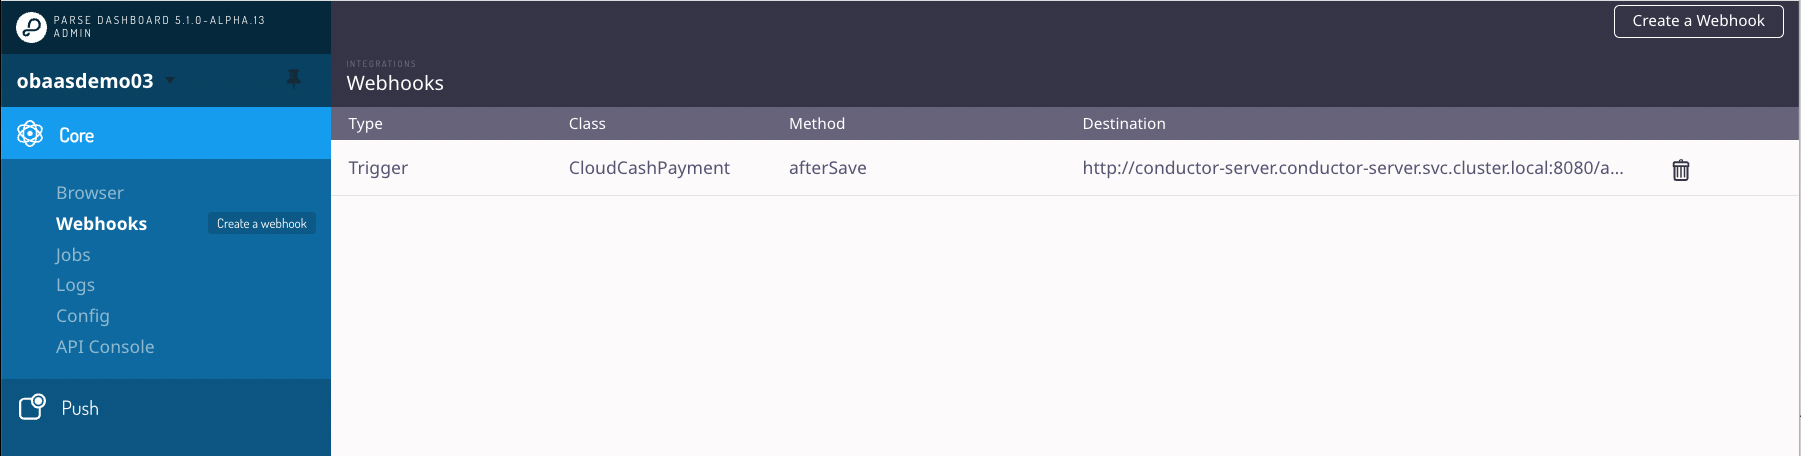 PARSE DASHBOARD 5.1.0-ALPHA.13
ADMIN
Create a Webhook
obaasdemo03
INTEGRATIONS
Webhooks
Core
Type Class Method Destination
Trigger CloudCashPayment afterSave http://conductor-server.conductor-server.svc.cluster.local:8080/a...
Browser
Webhooks Create a webhook
Jobs
Logs
Config
API Console
Push